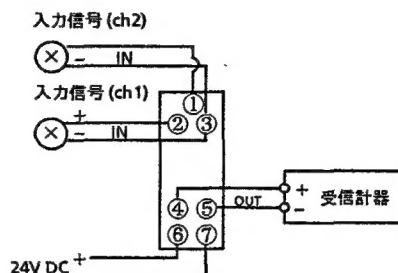 入力信号 (ch2)
− IN
入力信号 (ch1)
+
− IN
① ② ③
④ ⑤ OUT + − 受信計器
⑥ ⑦
24V DC +